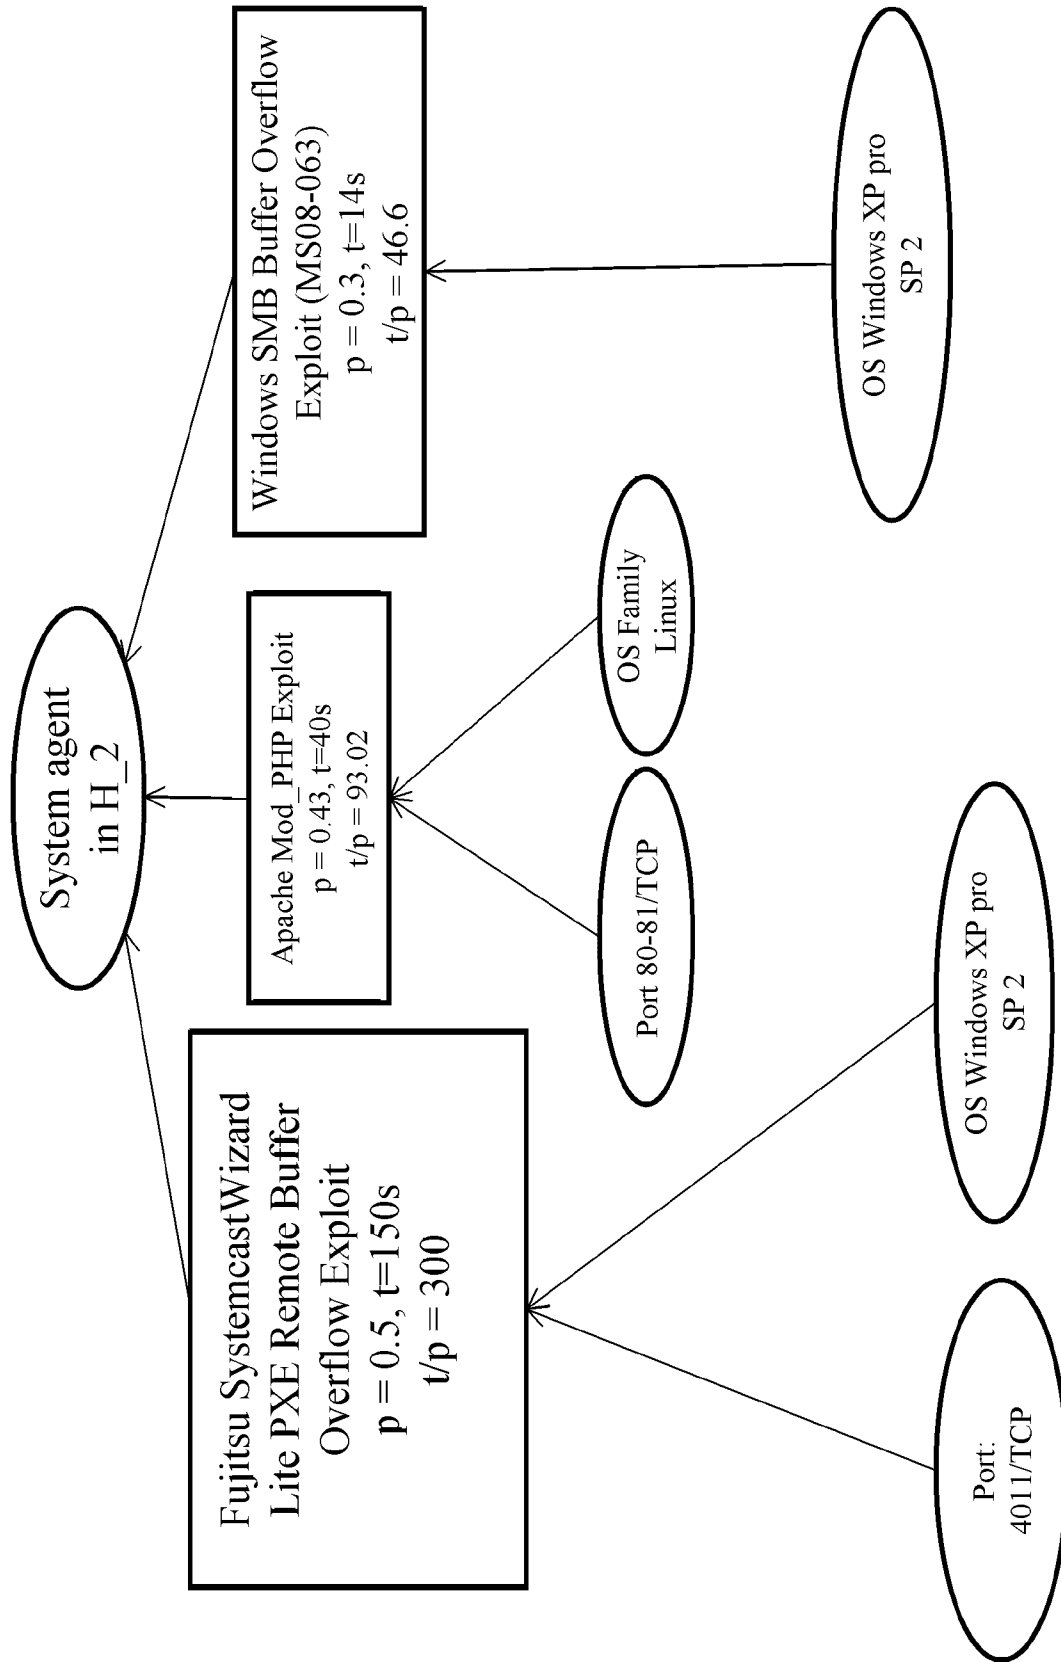 System agent
in H_2
Fujitsu SystemcastWizard
Lite PXE Remote Buffer
Overflow Exploit
p = 0.5, t=150s
t/p = 300
Apache Mod_PHP Exploit
p = 0.43, t=40s
t/p = 93.02
Windows SMB Buffer Overflow
Exploit (MS08-063)
p = 0.3, t=14s
t/p = 46.6
Port:
4011/TCP
OS Windows XP pro
SP 2
Port 80-81/TCP
OS Family
Linux
OS Windows XP pro
SP 2